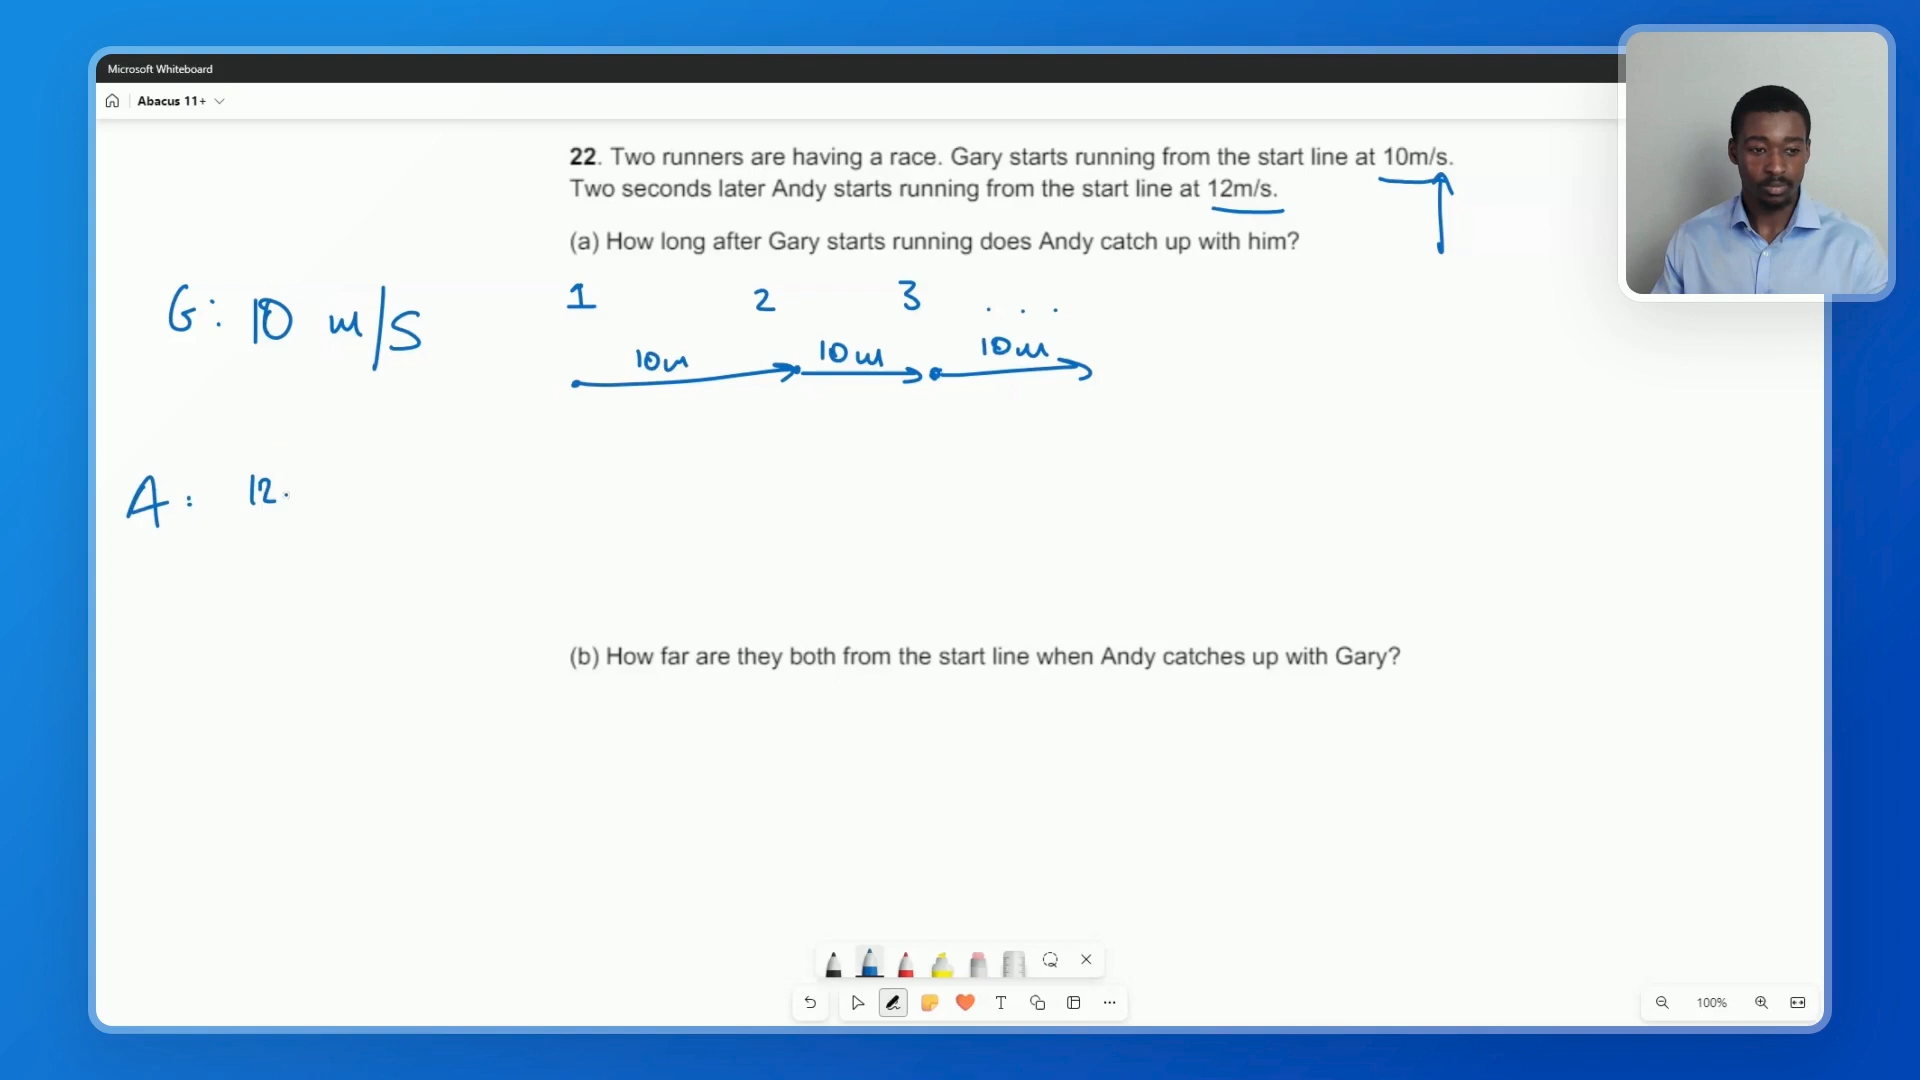 Microsoft Whiteboard
Abacus 11+
22. Two runners are having a race. Gary starts running from the start line at 10m/s.
Two seconds later Andy starts running from the start line at 12m/s.
(a) How long after Gary starts running does Andy catch up with him?
1 2 3 . . .
G: 10 m/s
10m 10m 10m
A: 12.
(b) How far are they both from the start line when Andy catches up with Gary?
100%